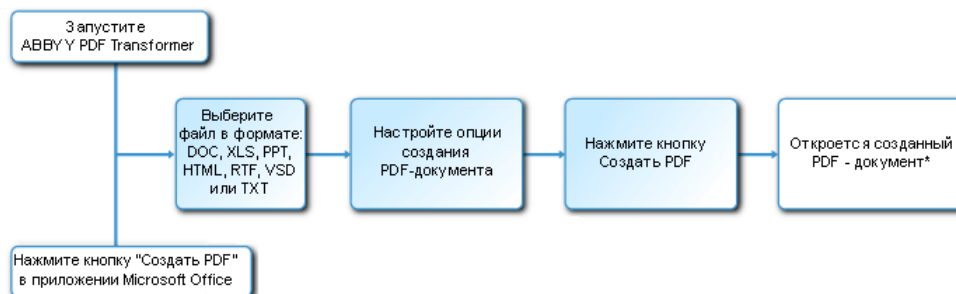 Запустите
ABBYY PDF Transformer
Выберите
файл в формате:
DOC, XLS, PPT,
HTML, RTF, VSD
или TXT
Настройте опции
создания
PDF-документа
Нажмите кнопку
Создать PDF
Откроется созданный
PDF - документ*
Нажмите кнопку "Создать PDF"
в приложении Microsoft Office